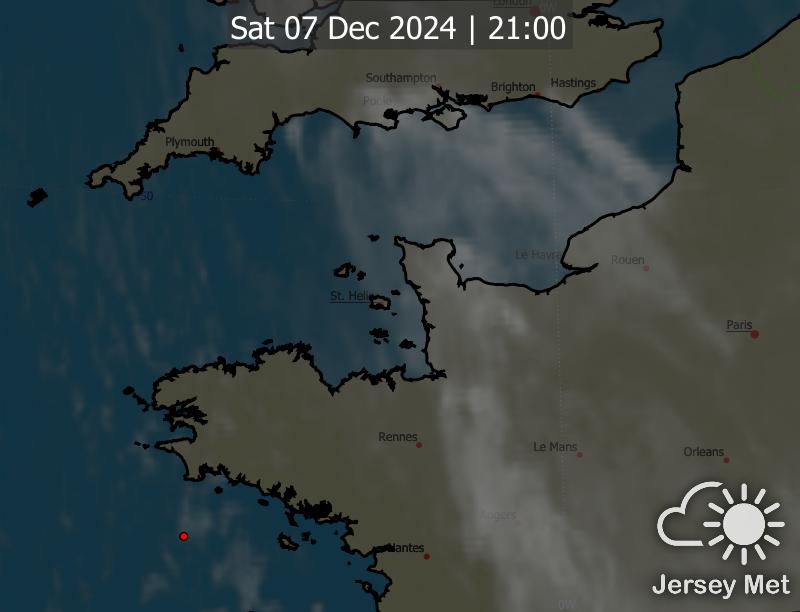 London
0W
Sat 07 Dec 2024 | 21:00
Southampton
Brighton
Hastings
Poole
Plymouth
50
Le Havre
Rouen
St. Heli
Paris
Rennes
Le Mans
Orleans
Angers
Nantes
Jersey Met
0W